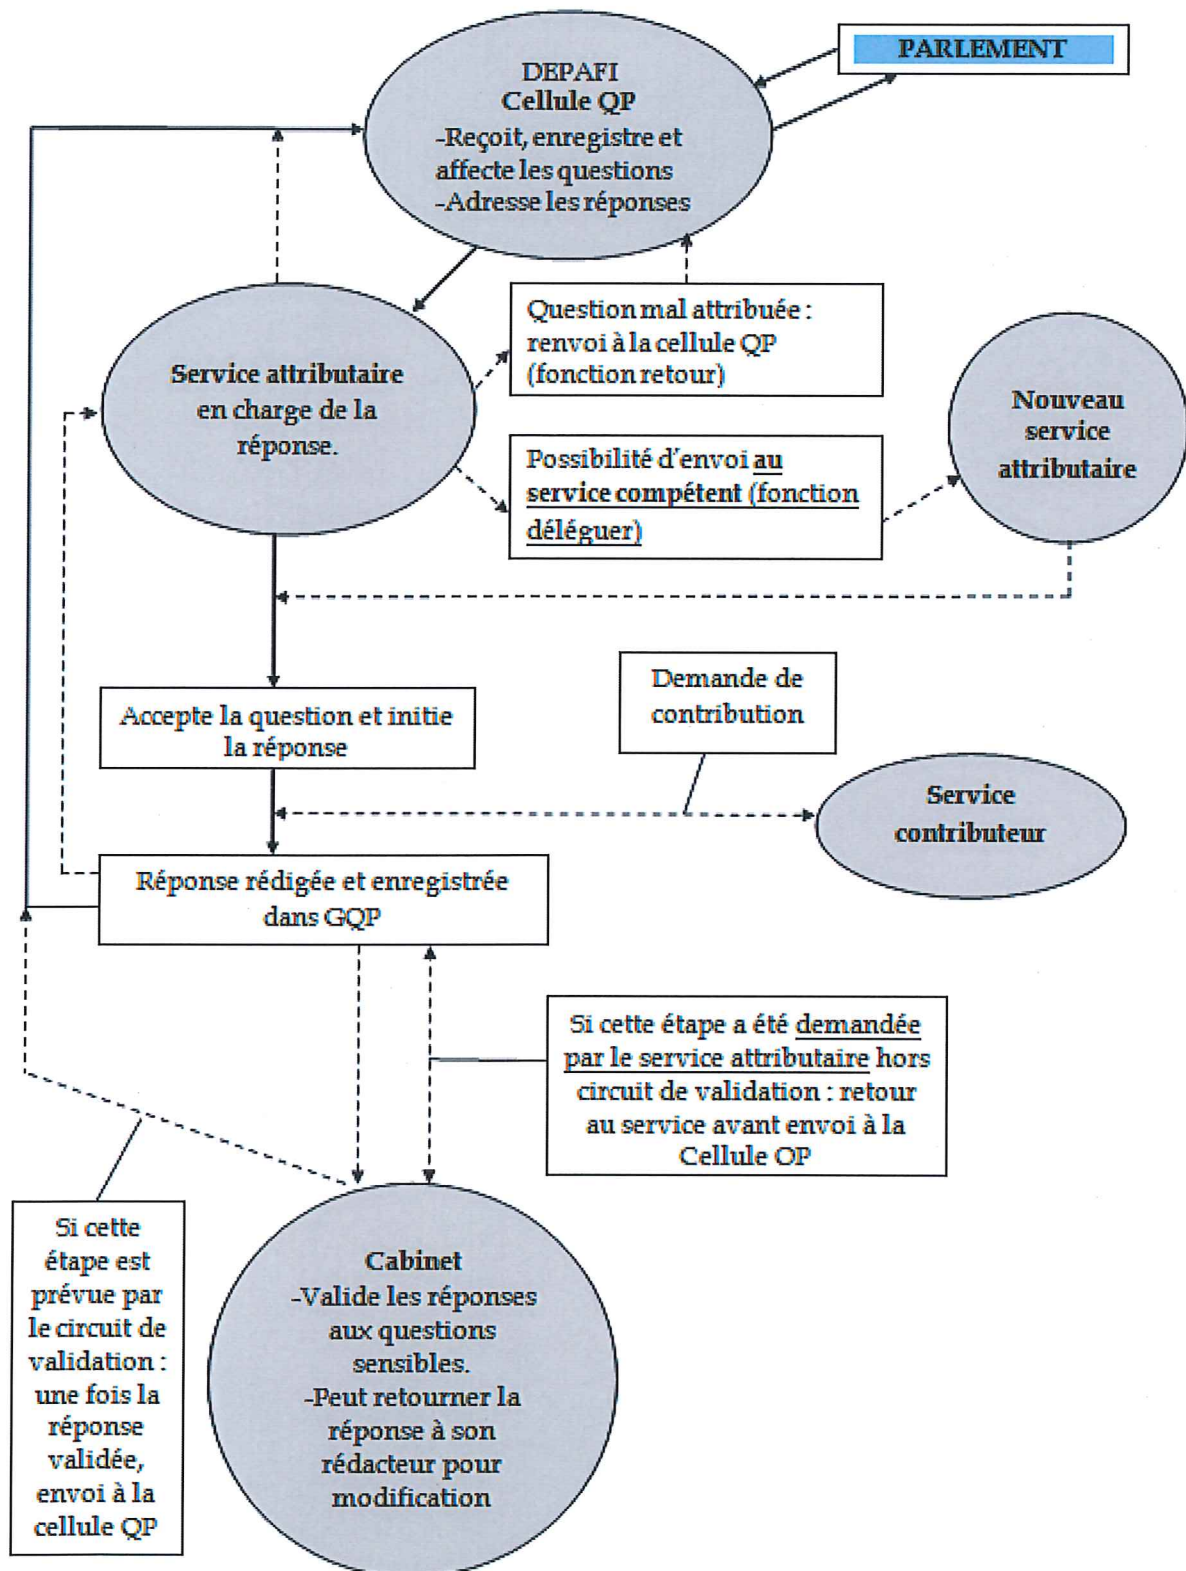 PARLEMENT
DEPAFI
Cellule QP
-Reçoit, enregistre et
affecte les questions
-Adresse les réponses
Question mal attribuée :
renvoi à la cellule QP
(fonction retour)
Service attributaire
en charge de la
réponse.
Nouveau
service
attributaire
Possibilité d'envoi au
service compétent (fonction
déléguer)
Demande de
contribution
Accepte la question et initie
la réponse
Service
contributeur
Réponse rédigée et enregistrée
dans GQP
Si cette étape a été demandée
par le service attributaire hors
circuit de validation : retour
au service avant envoi à la
Cellule OP
Si cette
étape est
prévue par
le circuit de
validation :
une fois la
réponse
validée,
envoi à la
cellule QP
Cabinet
-Valide les réponses
aux questions
sensibles.
-Peut retourner la
réponse à son
rédacteur pour
modification